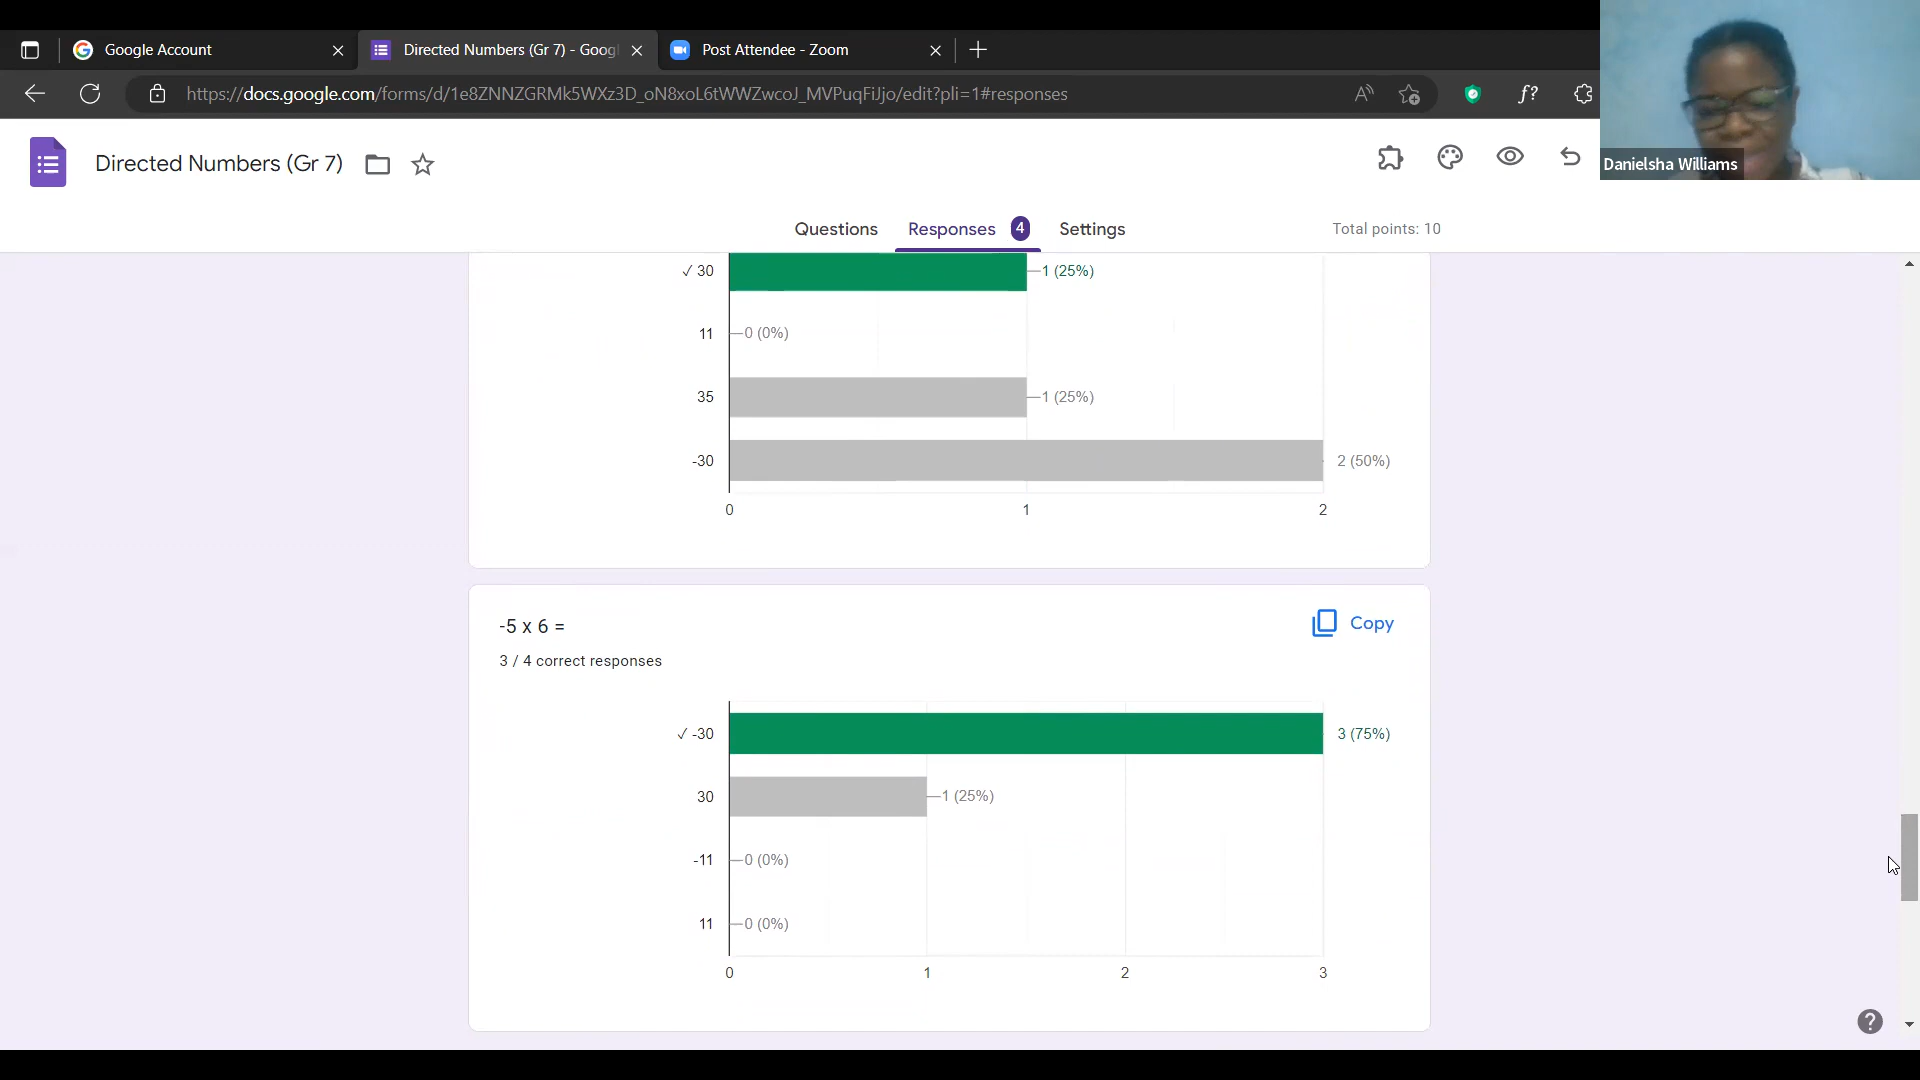 Google Account
Directed Numbers (Gr 7) - Goog
Post Attendee - Zoom
https://docs.google.com/forms/d/1e8ZNNZGRMk5WXz3D_oN8xoL6tWWZwcoJ_MVPuqFiJjo/edit?pli=1#responses
Directed Numbers (Gr 7)
Danielsha Williams
Questions Responses 4 Settings Total points: 10
✓ 30 1 (25%)
11 0 (0%)
35 1 (25%)
-30 2 (50%)
0 1 2
-5 x 6 =
Copy
3 / 4 correct responses
✓ -30 3 (75%)
30 1 (25%)
-11 0 (0%)
11 0 (0%)
0 1 2 3